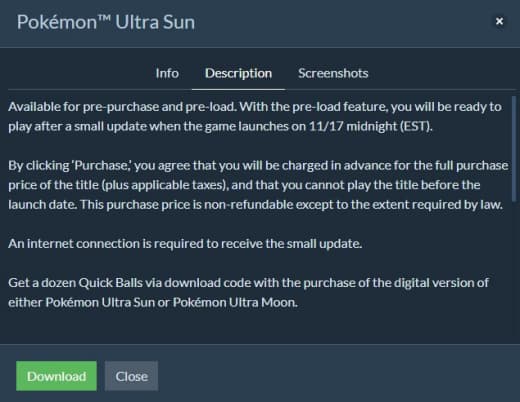 Pokémon™ Ultra Sun
×
Info Description Screenshots
Available for pre-purchase and pre-load. With the pre-load feature, you will be ready to
play after a small update when the game launches on 11/17 midnight (EST).
By clicking 'Purchase,' you agree that you will be charged in advance for the full purchase
price of the title (plus applicable taxes), and that you cannot play the title before the
launch date. This purchase price is non-refundable except to the extent required by law.
An internet connection is required to receive the small update.
Get a dozen Quick Balls via download code with the purchase of the digital version of
either Pokémon Ultra Sun or Pokémon Ultra Moon.
Download Close